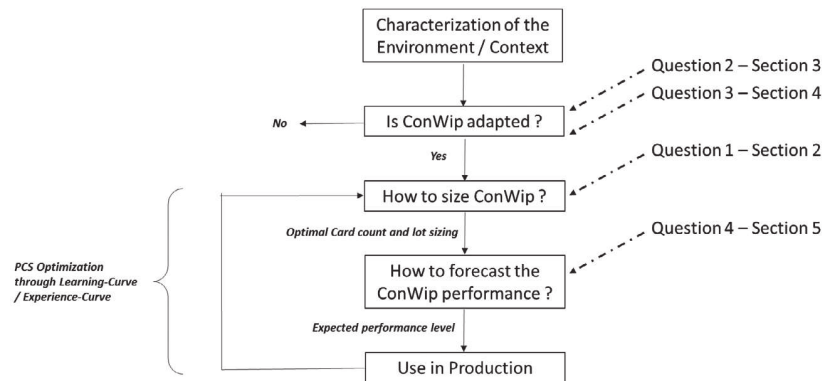 Characterization of the
Environment / Context
Question 2 – Section 3
Question 3 – Section 4
No
Is ConWip adapted ?
Yes
Question 1 – Section 2
How to size ConWip ?
Optimal Card count and lot sizing
Question 4 – Section 5
How to forecast the
ConWip performance ?
PCS Optimization
through Learning-Curve
/ Experience-Curve
Expected performance level
Use in Production